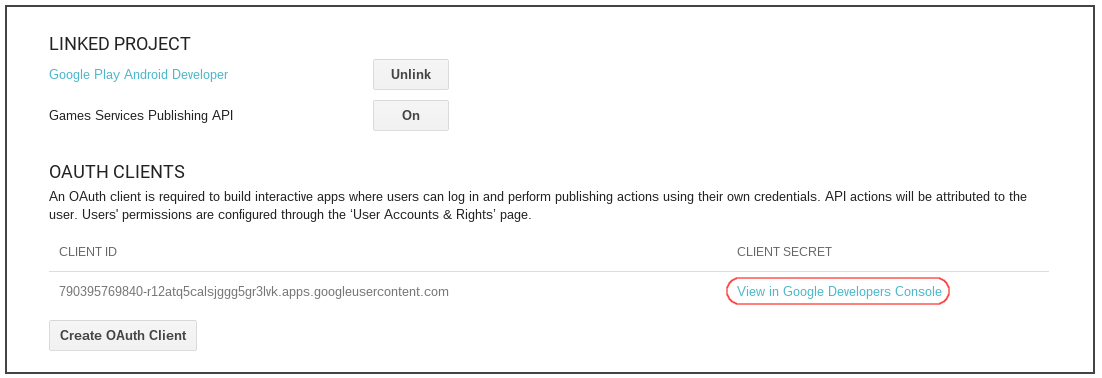 LINKED PROJECT
Google Play Android Developer Unlink
Games Services Publishing API On
OAUTH CLIENTS
An OAuth client is required to build interactive apps where users can log in and perform publishing actions using their own credentials. API actions will be attributed to the
user. Users' permissions are configured through the ‘User Accounts & Rights’ page.
CLIENT ID CLIENT SECRET
790395769840-r12atq5calsjggg5gr3lvk.apps.googleusercontent.com View in Google Developers Console
Create OAuth Client